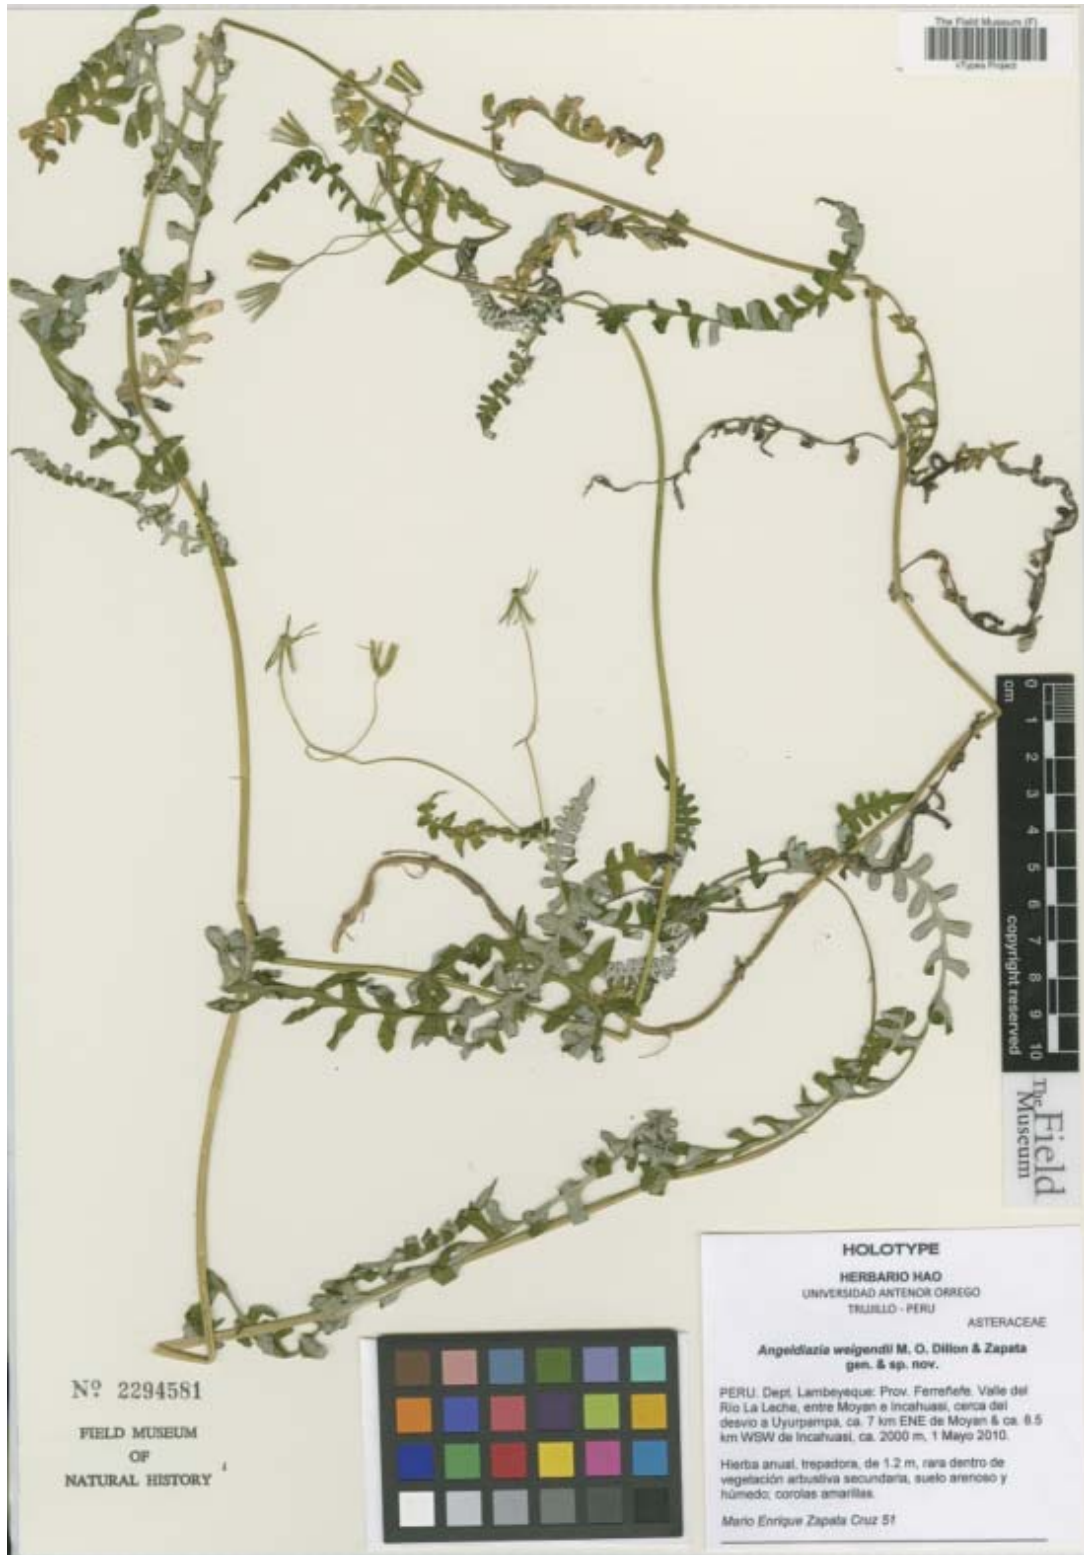 The Field Museum (F)
vTypes Project
cm
0
1
2
3
4
5
6
7
8
9
10
copyright reserved
The
Field
Museum
HOLOTYPE
HERBARIO HAO
UNIVERSIDAD ANTENOR ORREGO
TRUJILLO - PERU
ASTERACEAE
Angeldiazia weigendii M. O. Dillon & Zapata
gen. & sp. nov.
PERU. Dept. Lambeyeque: Prov. Ferreñefe. Valle del
Río La Leche, entre Moyan e Incahuasi, cerca del
desvio a Uyurpampa, ca. 7 km ENE de Moyan & ca. 8.5
km WSW de Incahuasi, ca. 2000 m, 1 Mayo 2010.
Hierba anual, trepadora, de 1.2 m, rara dentro de
vegetación arbustiva secundaria, suelo arenoso y
húmedo; corolas amarillas.
Mario Enrique Zapata Cruz 51
Nº 2294581
FIELD MUSEUM
OF
NATURAL HISTORY